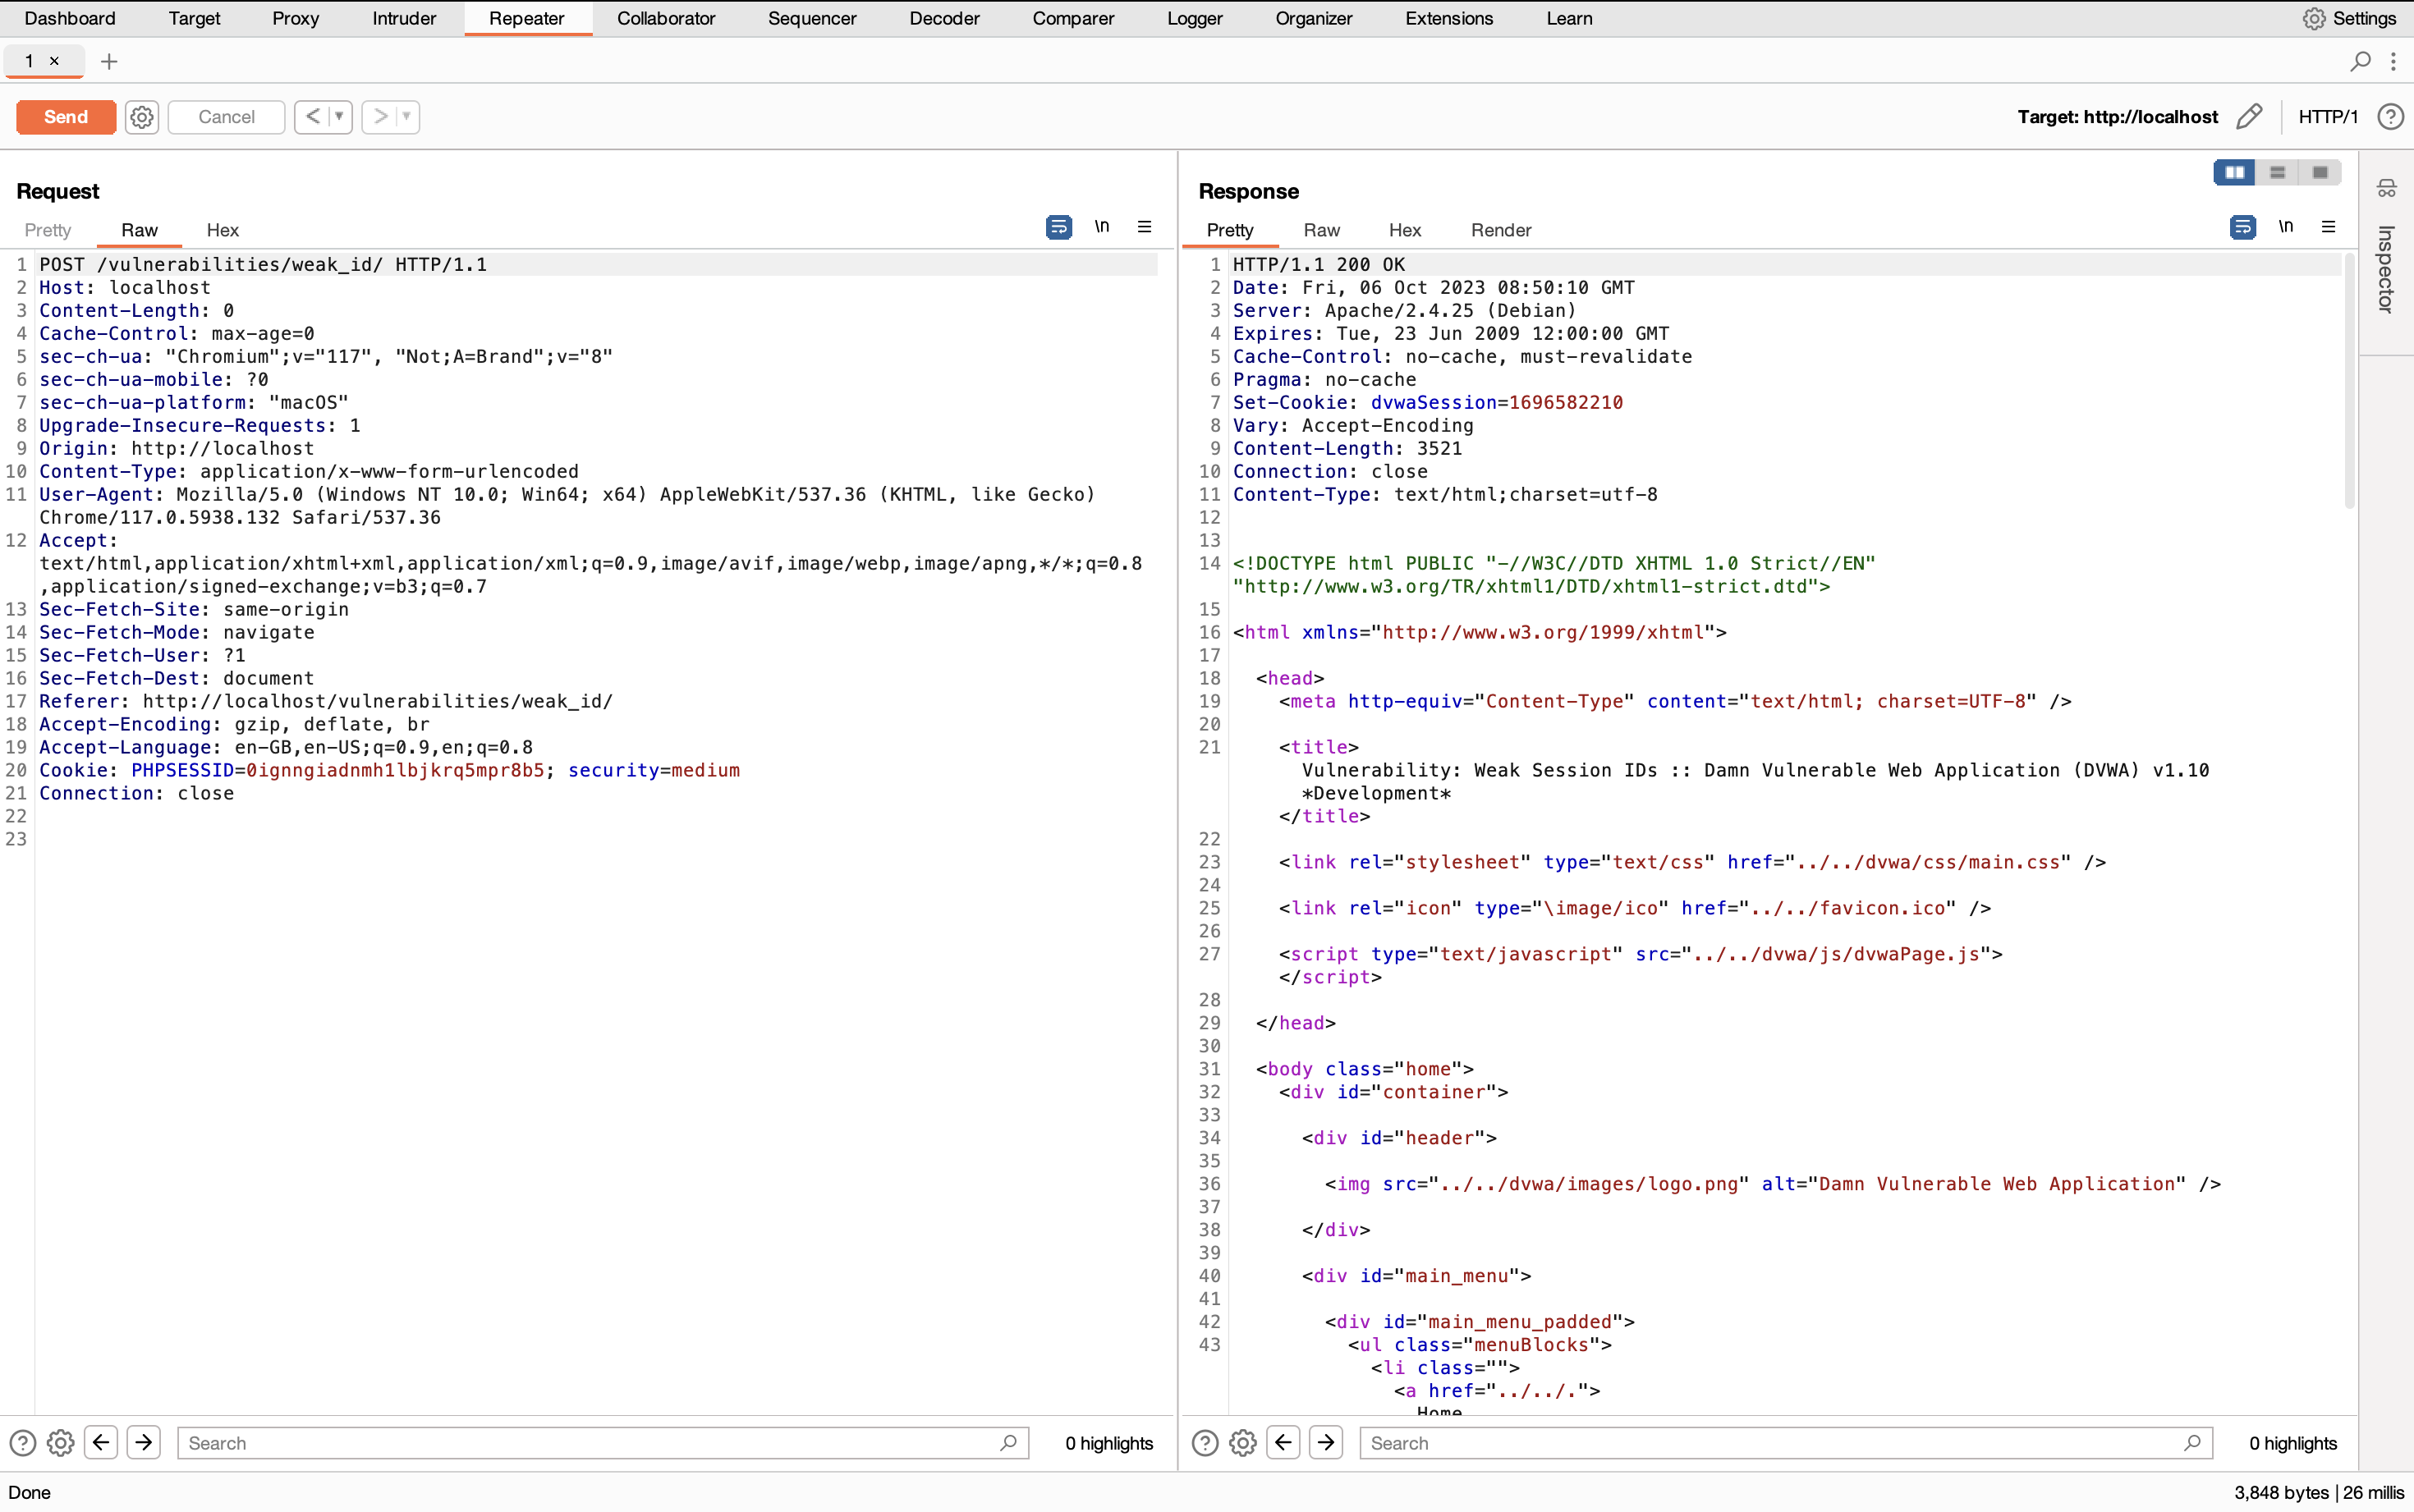 Dashboard Target Proxy Intruder Repeater Collaborator Sequencer Decoder Comparer Logger Organizer Extensions Learn Settings
1 × +
Send Cancel < > Target: http://localhost HTTP/1 ?
Request
Pretty Raw Hex \n
1 POST /vulnerabilities/weak_id/ HTTP/1.1
2 Host: localhost
3 Content-Length: 0
4 Cache-Control: max-age=0
5 sec-ch-ua: "Chromium";v="117", "Not;A=Brand";v="8"
6 sec-ch-ua-mobile: ?0
7 sec-ch-ua-platform: "macOS"
8 Upgrade-Insecure-Requests: 1
9 Origin: http://localhost
10 Content-Type: application/x-www-form-urlencoded
11 User-Agent: Mozilla/5.0 (Windows NT 10.0; Win64; x64) AppleWebKit/537.36 (KHTML, like Gecko)
Chrome/117.0.5938.132 Safari/537.36
12 Accept:
text/html,application/xhtml+xml,application/xml;q=0.9,image/avif,image/webp,image/apng,*/*;q=0.8
,application/signed-exchange;v=b3;q=0.7
13 Sec-Fetch-Site: same-origin
14 Sec-Fetch-Mode: navigate
15 Sec-Fetch-User: ?1
16 Sec-Fetch-Dest: document
17 Referer: http://localhost/vulnerabilities/weak_id/
18 Accept-Encoding: gzip, deflate, br
19 Accept-Language: en-GB,en-US;q=0.9,en;q=0.8
20 Cookie: PHPSESSID=0ignngiadnmh1lbjkrq5mpr8b5; security=medium
21 Connection: close
22
23
? Search 0 highlights
Response
Pretty Raw Hex Render \n
1 HTTP/1.1 200 OK
2 Date: Fri, 06 Oct 2023 08:50:10 GMT
3 Server: Apache/2.4.25 (Debian)
4 Expires: Tue, 23 Jun 2009 12:00:00 GMT
5 Cache-Control: no-cache, must-revalidate
6 Pragma: no-cache
7 Set-Cookie: dvwaSession=1696582210
8 Vary: Accept-Encoding
9 Content-Length: 3521
10 Connection: close
11 Content-Type: text/html;charset=utf-8
12
13
14 <!DOCTYPE html PUBLIC "-//W3C//DTD XHTML 1.0 Strict//EN"
"http://www.w3.org/TR/xhtml1/DTD/xhtml1-strict.dtd">
15
16 <html xmlns="http://www.w3.org/1999/xhtml">
17
18 <head>
19 <meta http-equiv="Content-Type" content="text/html; charset=UTF-8" />
20
21 <title>
Vulnerability: Weak Session IDs :: Damn Vulnerable Web Application (DVWA) v1.10
*Development*
</title>
22
23 <link rel="stylesheet" type="text/css" href="../../dvwa/css/main.css" />
24
25 <link rel="icon" type="\image/ico" href="../../favicon.ico" />
26
27 <script type="text/javascript" src="../../dvwa/js/dvwaPage.js">
</script>
28
29 </head>
30
31 <body class="home">
32 <div id="container">
33
34 <div id="header">
35
36 <img src="../../dvwa/images/logo.png" alt="Damn Vulnerable Web Application" />
37
38 </div>
39
40 <div id="main_menu">
41
42 <div id="main_menu_padded">
43 <ul class="menuBlocks">
<li class="">
<a href="../../.">
Home
? Search 0 highlights
Inspector
Done 3,848 bytes | 26 millis